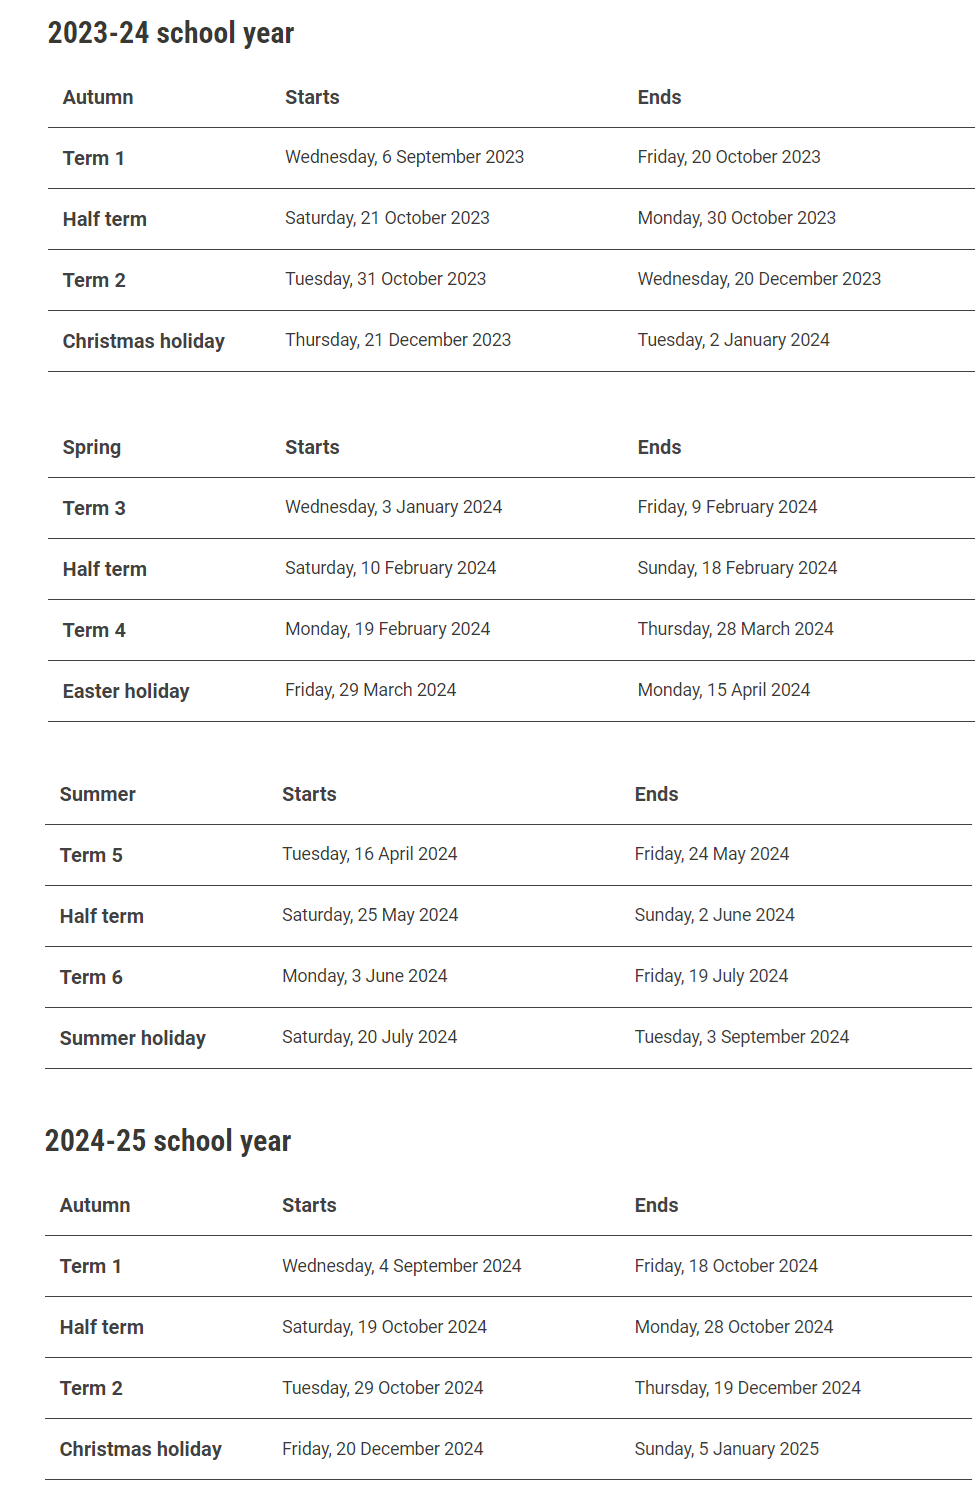 2023-24 school year
Autumn Starts Ends
Term 1 Wednesday, 6 September 2023 Friday, 20 October 2023
Half term Saturday, 21 October 2023 Monday, 30 October 2023
Term 2 Tuesday, 31 October 2023 Wednesday, 20 December 2023
Christmas holiday Thursday, 21 December 2023 Tuesday, 2 January 2024
Spring Starts Ends
Term 3 Wednesday, 3 January 2024 Friday, 9 February 2024
Half term Saturday, 10 February 2024 Sunday, 18 February 2024
Term 4 Monday, 19 February 2024 Thursday, 28 March 2024
Easter holiday Friday, 29 March 2024 Monday, 15 April 2024
Summer Starts Ends
Term 5 Tuesday, 16 April 2024 Friday, 24 May 2024
Half term Saturday, 25 May 2024 Sunday, 2 June 2024
Term 6 Monday, 3 June 2024 Friday, 19 July 2024
Summer holiday Saturday, 20 July 2024 Tuesday, 3 September 2024
2024-25 school year
Autumn Starts Ends
Term 1 Wednesday, 4 September 2024 Friday, 18 October 2024
Half term Saturday, 19 October 2024 Monday, 28 October 2024
Term 2 Tuesday, 29 October 2024 Thursday, 19 December 2024
Christmas holiday Friday, 20 December 2024 Sunday, 5 January 2025